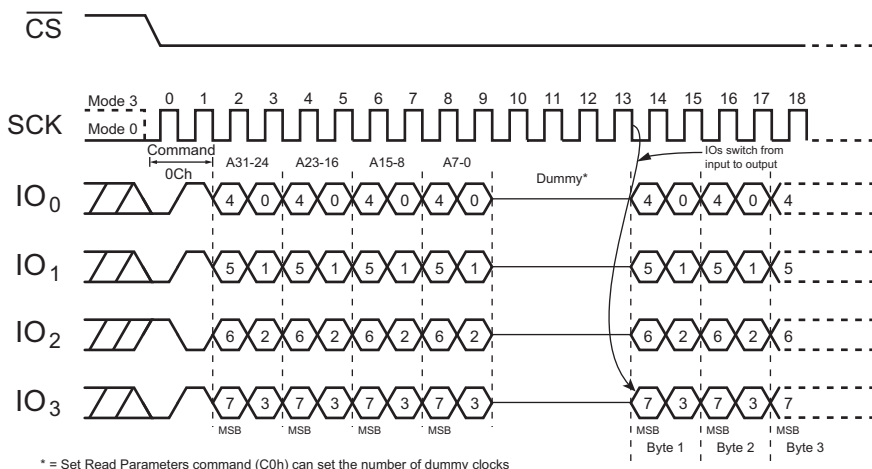 CS
Mode 3
Mode 0
SCK
0 1 2 3 4 5 6 7 8 9 10 11 12 13 14 15 16 17 18
Command
0Ch
A31-24 A23-16 A15-8 A7-0
Dummy*
IOs switch from
input to output
IO0 4 0 4 0 4 0 4 0 4 0 4 0 4
IO1 5 1 5 1 5 1 5 1 5 1 5 1 5
IO2 6 2 6 2 6 2 6 2 6 2 6 2 6
IO3 7 3 7 3 7 3 7 3 7 3 7 3 7
MSB MSB MSB MSB MSB MSB MSB
Byte 1 Byte 2 Byte 3
* = Set Read Parameters command (C0h) can set the number of dummy clocks